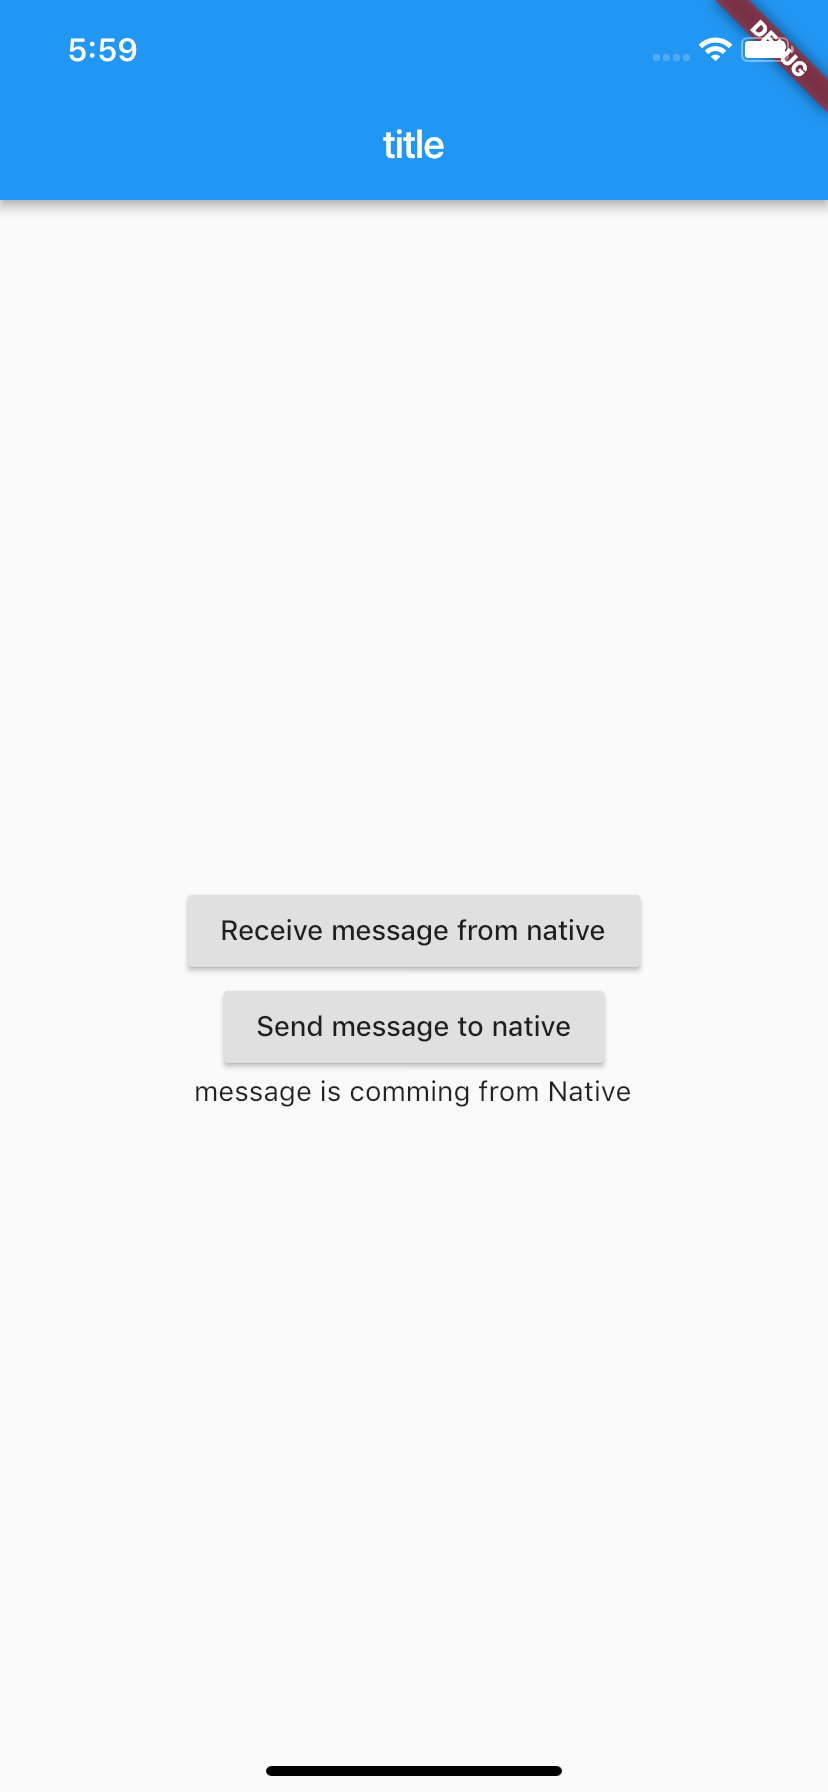 5:59
DEBUG
title
Receive message from native
Send message to native
message is comming from Native